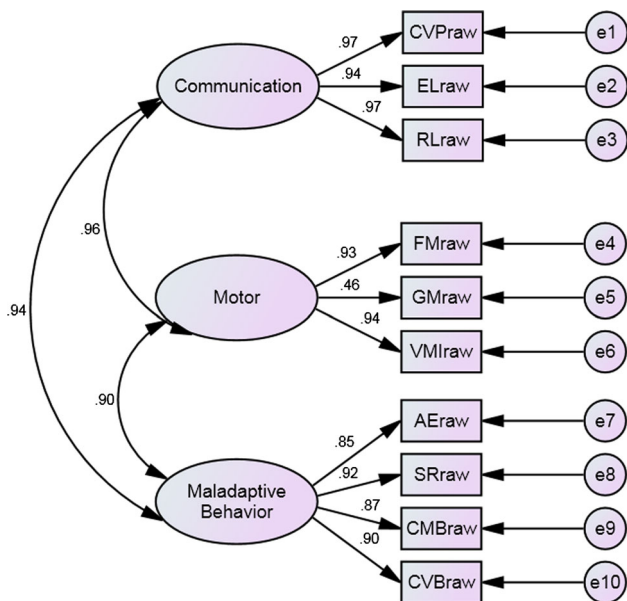 CVPraw
e1
.97
Communication
.94
ELraw
e2
.97
RLraw
e3
.96
.94
FMraw
e4
.93
Motor
.46
GMraw
e5
.94
VMIraw
e6
.90
AEraw
e7
.85
Maladaptive
Behavior
.92
SRraw
e8
.87
CMBraw
e9
.90
CVBraw
e10